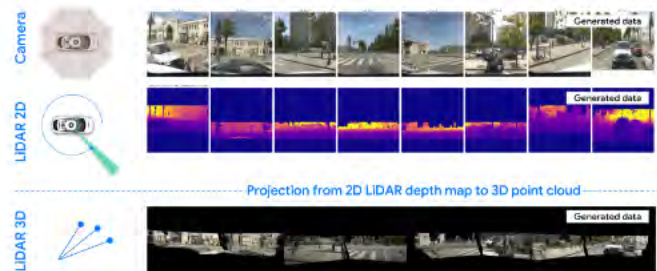 Camera
Generated data
LiDAR 2D
Generated data
Projection from 2D LiDAR depth map to 3D point cloud
LiDAR 3D
Generated data